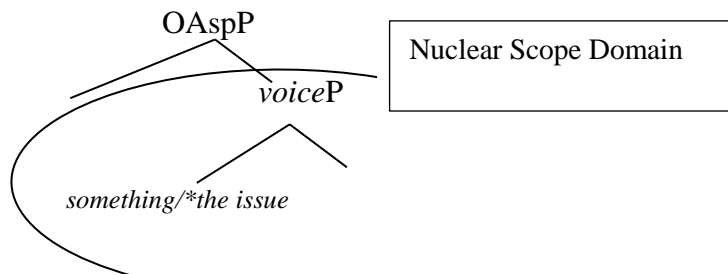 OAspP
Nuclear Scope Domain
voiceP
something/*the issue